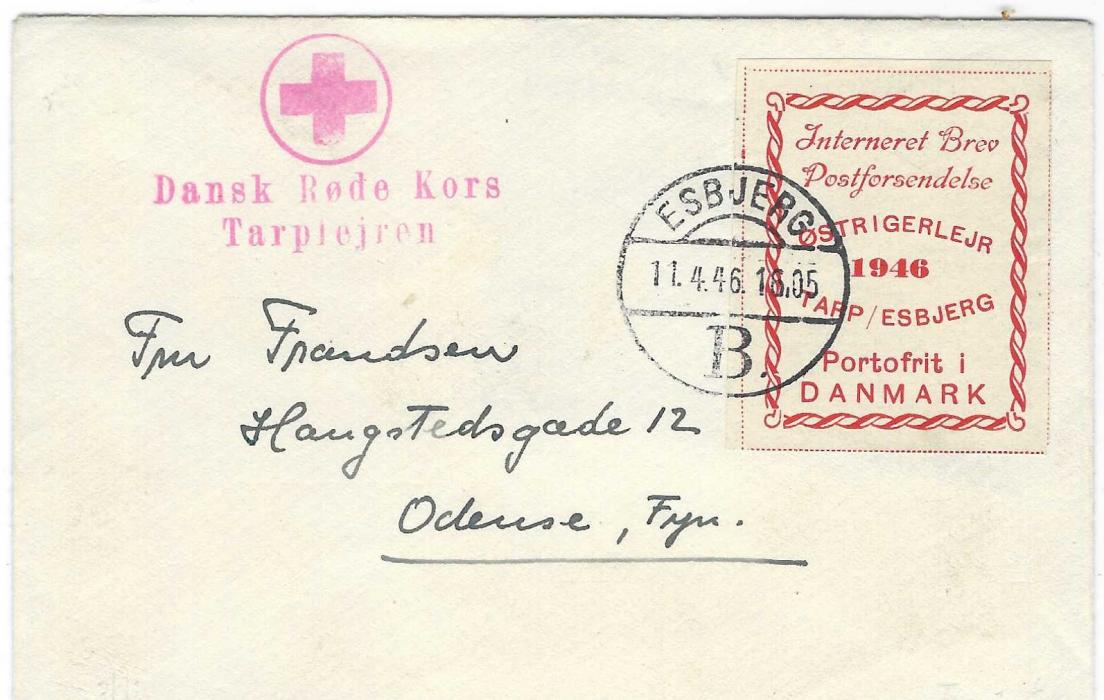 Dansk Røde Kors
Tarplejren
Interneret Brev
Postforsendelse
ØSTRIGERLEJR
1946
TARP/ESBJERG
Portofrit i
DANMARK
ESBJERG
11.4.46. 16.05
B.
Fru Frandsen
Haugstedsgade 12
Odense, Fyn.